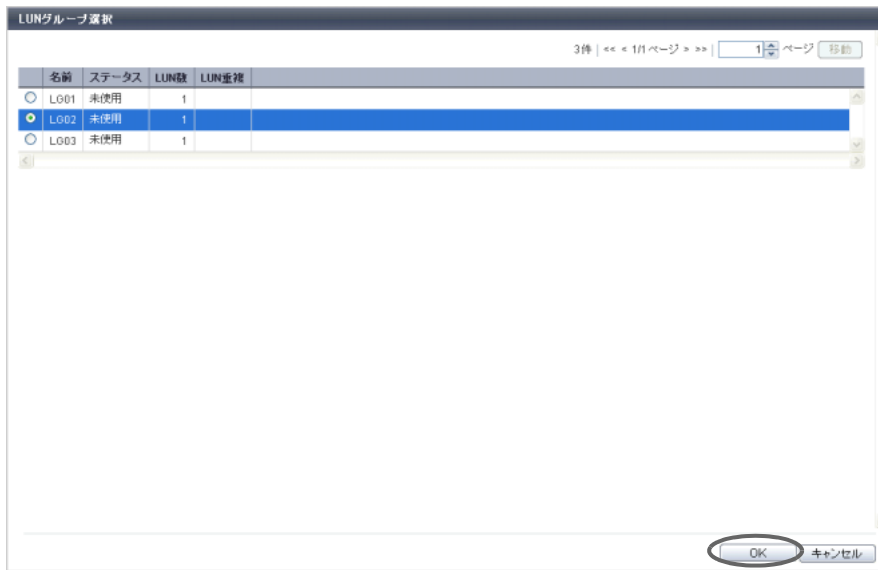 LUNグループ選択
3件 | << < 1/1 ページ > >> | 1 ページ 移動
名前 ステータス LUN数 LUN重複
LG01 未使用 1
LG02 未使用 1
LG03 未使用 1
OK キャンセル